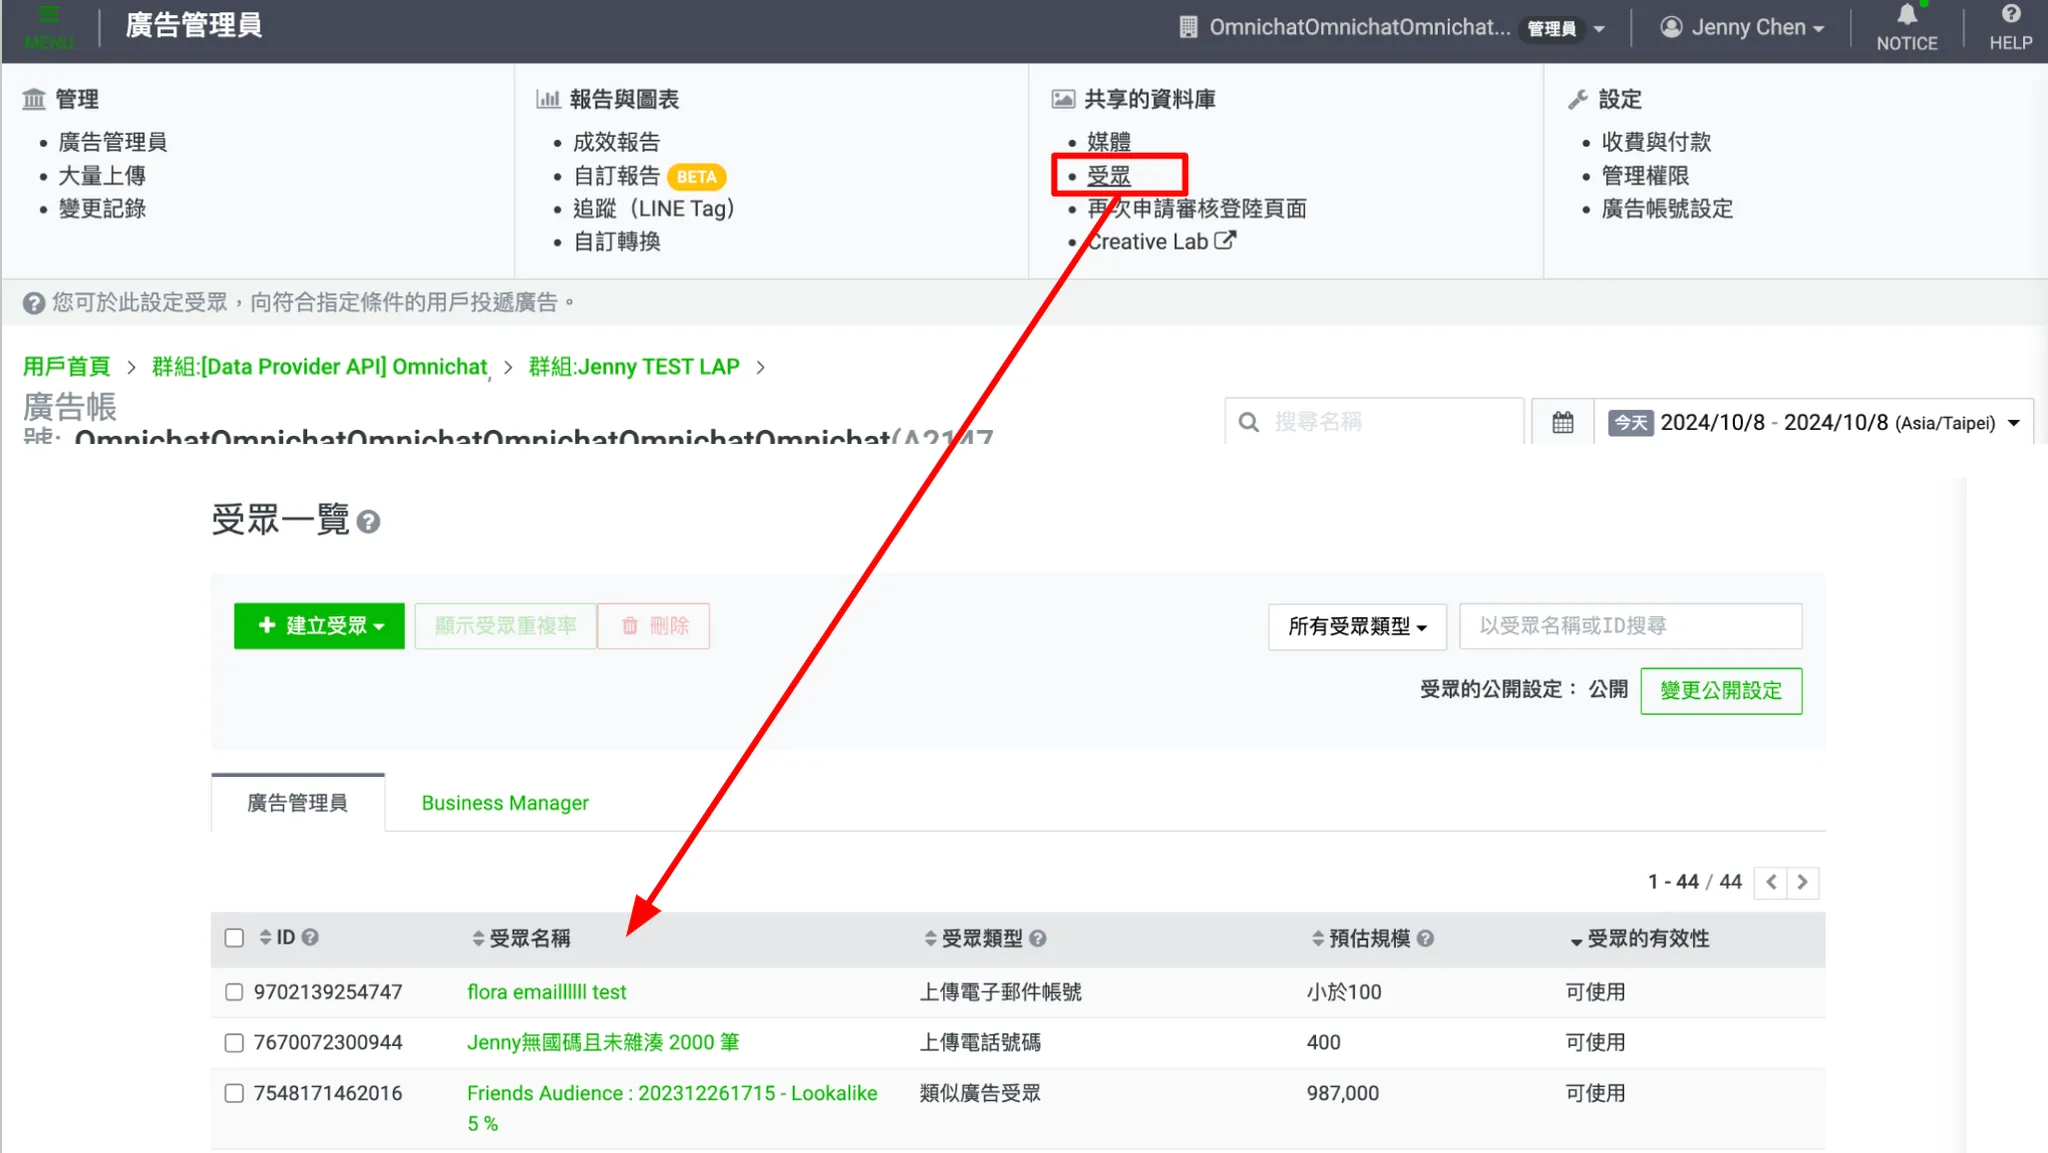 MENU
廣告管理員
OmnichatOmnichatOmnichat... 管理員
Jenny Chen
NOTICE
HELP
管理
廣告管理員
大量上傳
變更記錄
報告與圖表
成效報告
自訂報告 BETA
追蹤（LINE Tag）
自訂轉換
共享的資料庫
媒體
受眾
再次申請審核登陸頁面
Creative Lab
設定
收費與付款
管理權限
廣告帳號設定
您可於此設定受眾，向符合指定條件的用戶投遞廣告。
用戶首頁 > 群組:[Data Provider API] Omnichat, > 群組:Jenny TEST LAP >
廣告帳
號: OmnichatOmnichatOmnichatOmnichatOmnichatOmnichat(A2147
搜尋名稱
今天 2024/10/8 - 2024/10/8 (Asia/Taipei)
受眾一覽
+ 建立受眾
顯示受眾重複率
刪除
所有受眾類型
以受眾名稱或ID搜尋
受眾的公開設定： 公開
變更公開設定
廣告管理員
Business Manager
1 - 44 / 44
ID 受眾名稱 受眾類型 預估規模 受眾的有效性
9702139254747 flora emailllllll test 上傳電子郵件帳號 小於100 可使用
7670072300944 Jenny無國碼且未雜湊 2000 筆 上傳電話號碼 400 可使用
7548171462016 Friends Audience : 202312261715 - Lookalike 類似廣告受眾 987,000 可使用
5 %